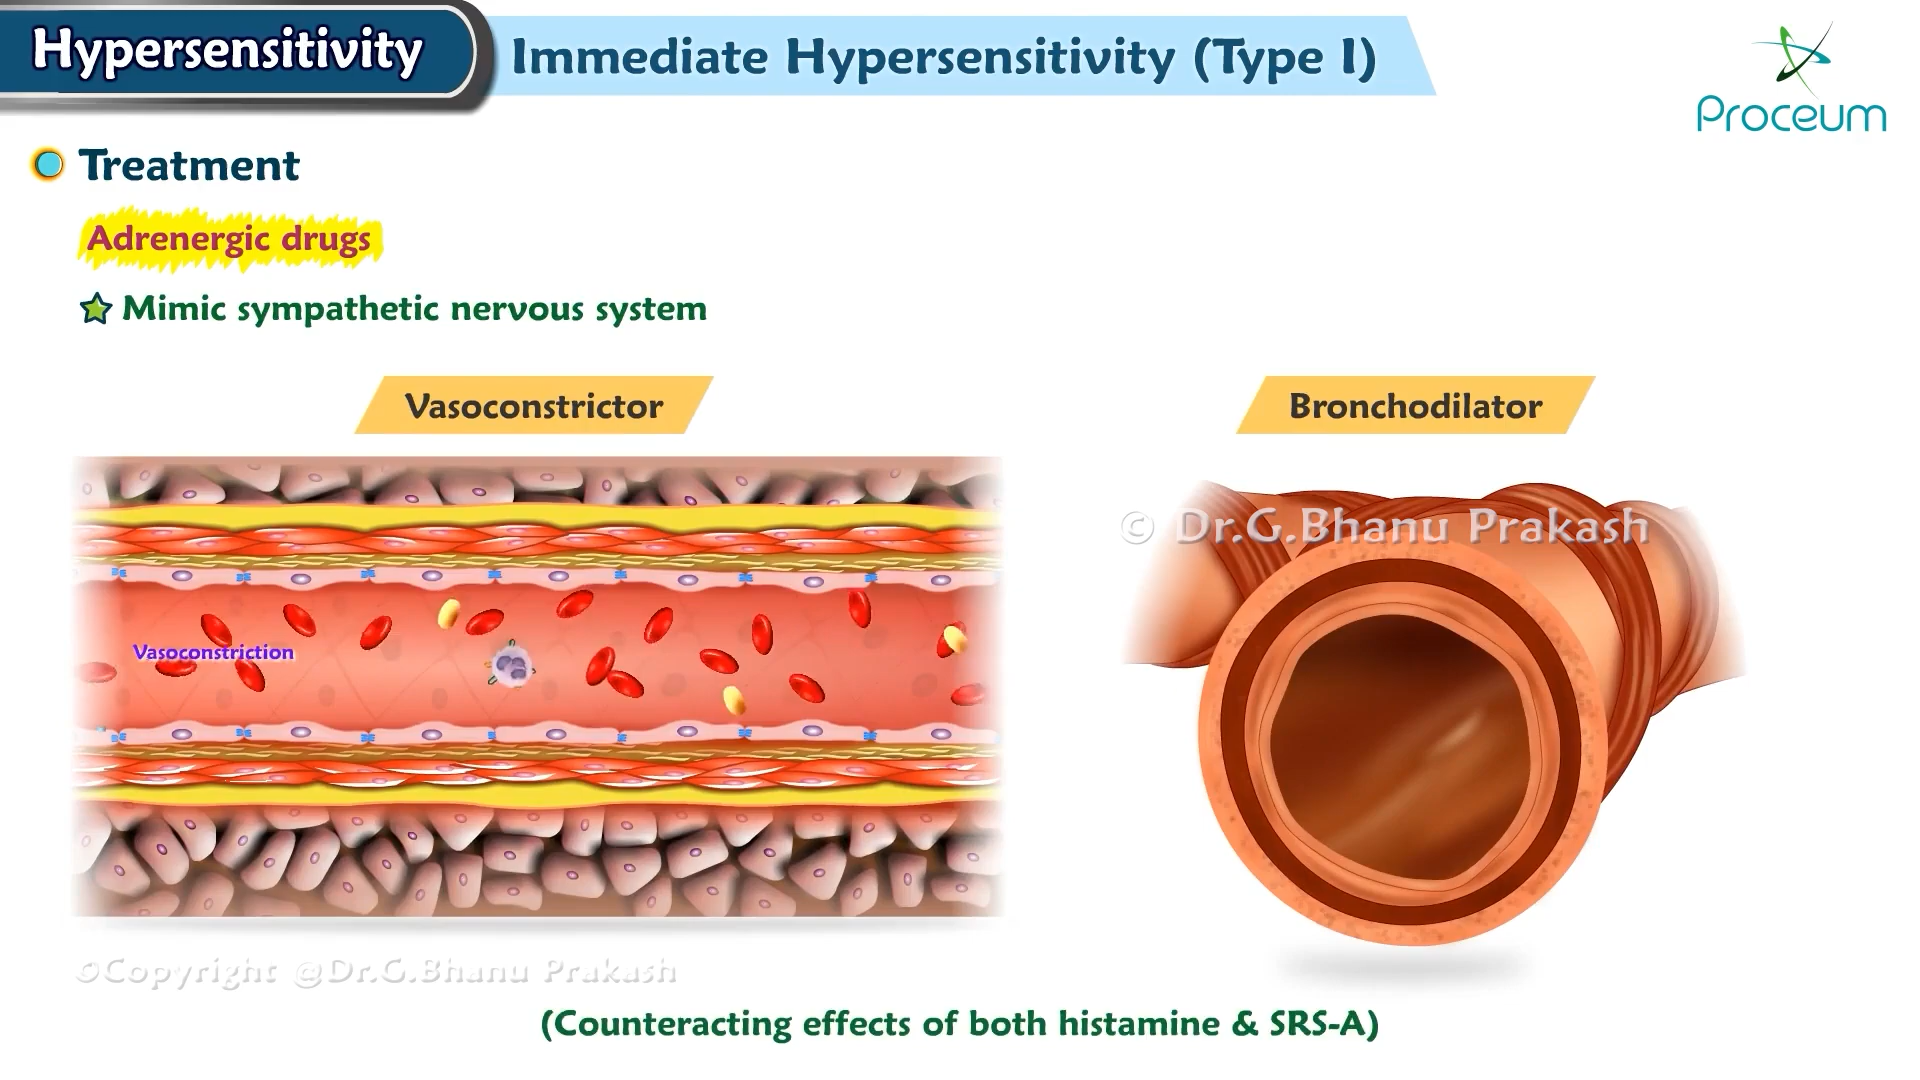 Hypersensitivity
Immediate Hypersensitivity (Type I)
Proceum
Treatment
Adrenergic drugs
Mimic sympathetic nervous system
Vasoconstrictor
Bronchodilator
© Dr.G.Bhanu Prakash
Vasoconstriction
©Copyright @Dr.G.Bhanu Prakash
(Counteracting effects of both histamine & SRS-A)